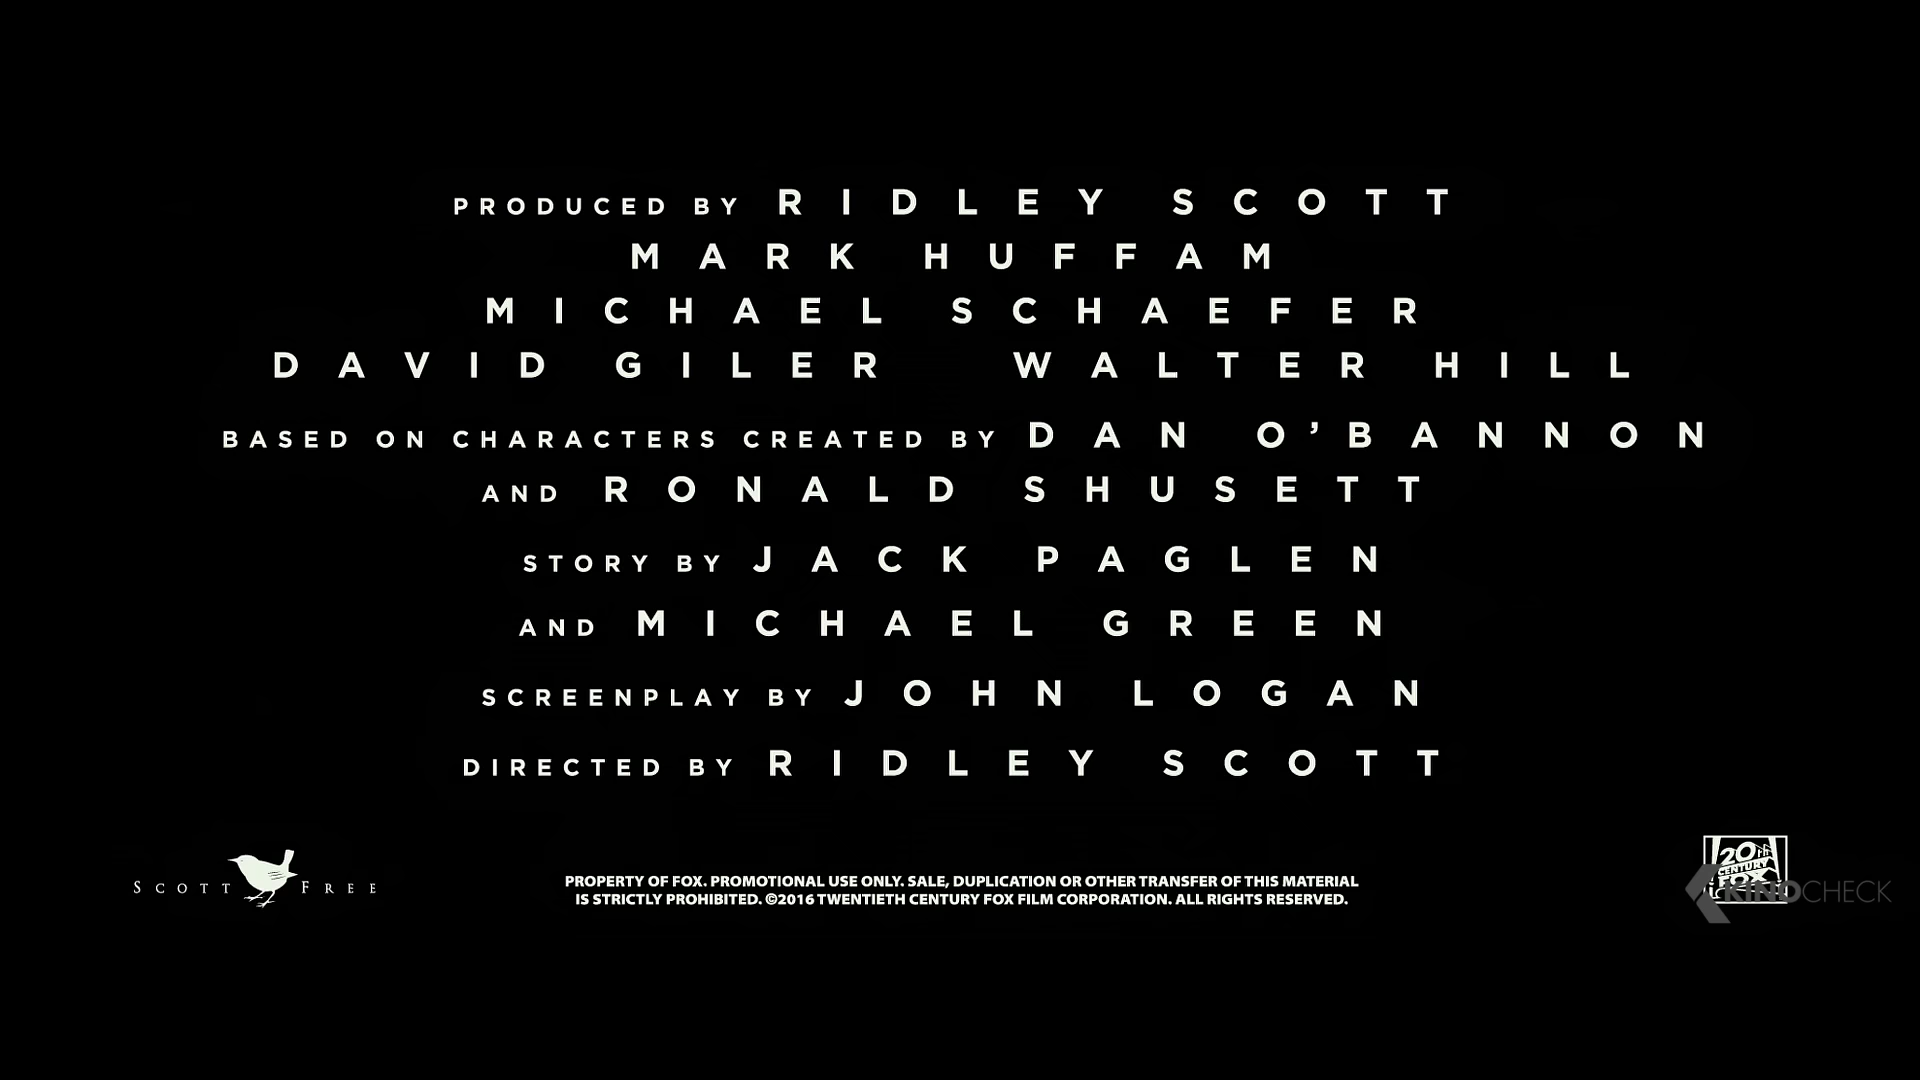 PRODUCED BY RIDLEY SCOTT
MARK HUFFAM
MICHAEL SCHAEFER
DAVID GILER WALTER HILL
BASED ON CHARACTERS CREATED BY DAN O’BANNON
AND RONALD SHUSETT
STORY BY JACK PAGLEN
AND MICHAEL GREEN
SCREENPLAY BY JOHN LOGAN
DIRECTED BY RIDLEY SCOTT
SCOTT FREE
PROPERTY OF FOX. PROMOTIONAL USE ONLY. SALE, DUPLICATION OR OTHER TRANSFER OF THIS MATERIAL
IS STRICTLY PROHIBITED. ©2016 TWENTIETH CENTURY FOX FILM CORPORATION. ALL RIGHTS RESERVED.
20th
CENTURY
FOX
KINOCHECK